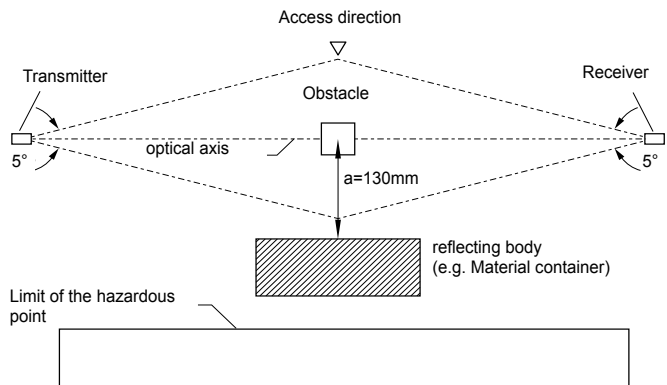 Access direction
Transmitter
Receiver
Obstacle
optical axis
5°
5°
a=130mm
reflecting body
(e.g. Material container)
Limit of the hazardous
point